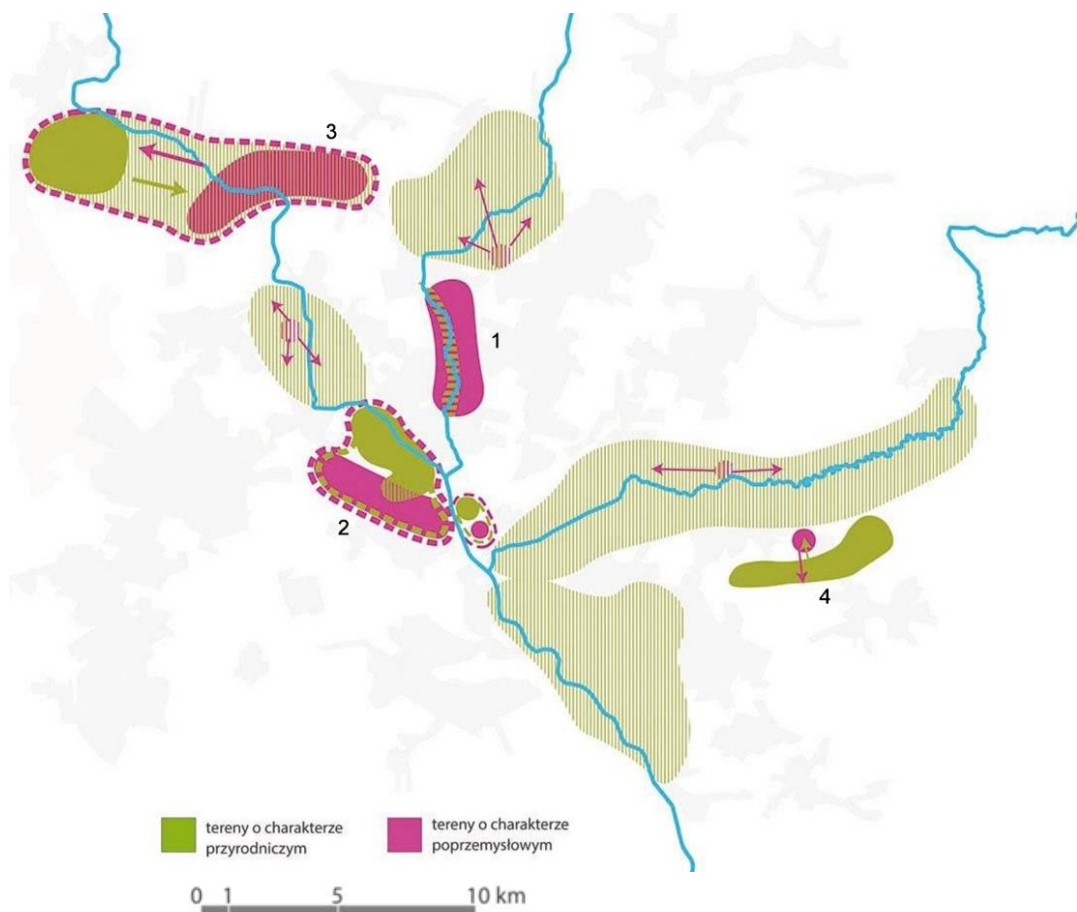 3
1
2
4
tereny o charakterze
przyrodniczym
tereny o charakterze
poprzemysłowym
0 1 5 10 km